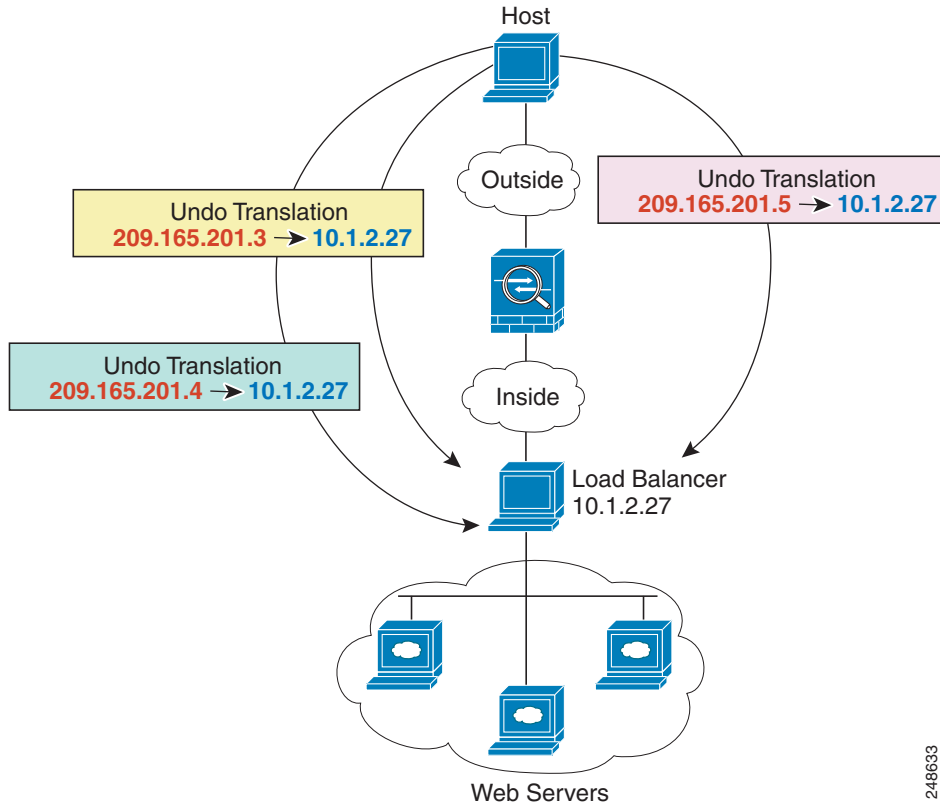 Host
Outside
Undo Translation
209.165.201.3 → 10.1.2.27
Undo Translation
209.165.201.5 → 10.1.2.27
Undo Translation
209.165.201.4 → 10.1.2.27
Inside
Load Balancer
10.1.2.27
Web Servers
248633